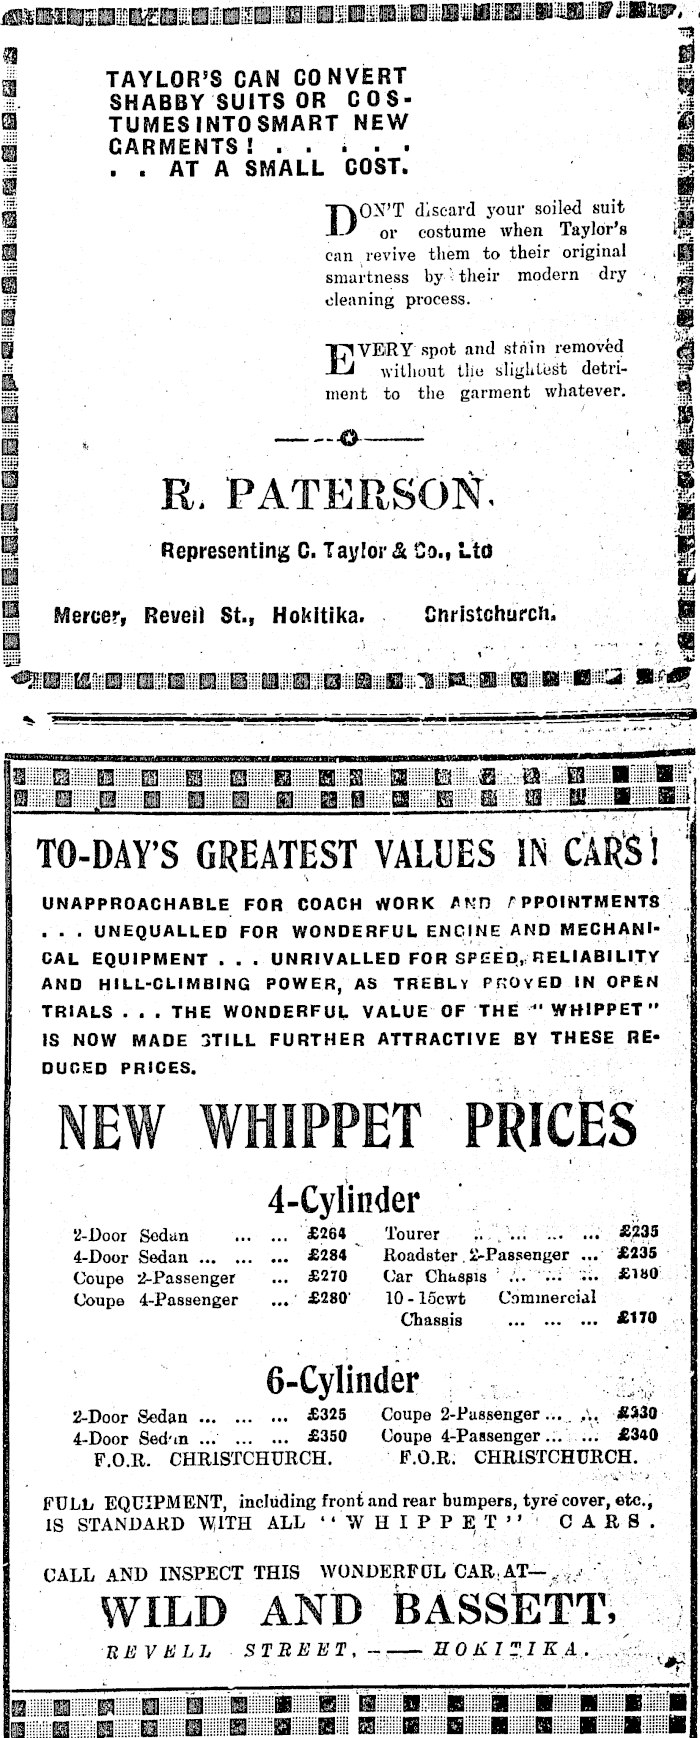 TAYLOR'S CAN CONVERT
SHABBY SUITS OR COS-
TUMES INTO SMART NEW
GARMENTS! . . . . .
. . AT A SMALL COST.
DON'T discard your soiled suit
or costume when Taylor's
can revive them to their original
smartness by their modern dry
cleaning process.
EVERY spot and stain removed
without the slightest detri-
ment to the garment whatever.
R. PATERSON.
Representing C. Taylor & Co., Ltd
Mercer, Revell St., Hokitika. Christchurch.
TO-DAY'S GREATEST VALUES IN CARS!
UNAPPROACHABLE FOR COACH WORK AND APPOINTMENTS
. . . UNEQUALLED FOR WONDERFUL ENGINE AND MECHANI-
CAL EQUIPMENT . . . UNRIVALLED FOR SPEED, RELIABILITY
AND HILL-CLIMBING POWER, AS TREBLY PROVED IN OPEN
TRIALS . . . THE WONDERFUL VALUE OF THE "WHIPPET"
IS NOW MADE STILL FURTHER ATTRACTIVE BY THESE RE-
DUCED PRICES.
NEW WHIPPET PRICES
4-Cylinder
2-Door Sedan ... ... £264
4-Door Sedan ... ... ... £284
Coupe 2-Passenger ... £270
Coupe 4-Passenger ... £280
Tourer .. ... ... ... £235
Roadster 2-Passenger ... £235
Car Chassis ... ... ... £180
10-15cwt Commercial
Chassis ... ... ... £170
6-Cylinder
2-Door Sedan ... ... ... £325
4-Door Sedan ... ... ... £350
F.O.R. CHRISTCHURCH.
Coupe 2-Passenger ... ... £330
Coupe 4-Passenger ... ... £340
F.O.R. CHRISTCHURCH.
FULL EQUIPMENT, including front and rear bumpers, tyre cover, etc.,
IS STANDARD WITH ALL "WHIPPET" CARS.
CALL AND INSPECT THIS WONDERFUL CAR AT—
WILD AND BASSETT,
REVELL STREET, -—— HOKITIKA.